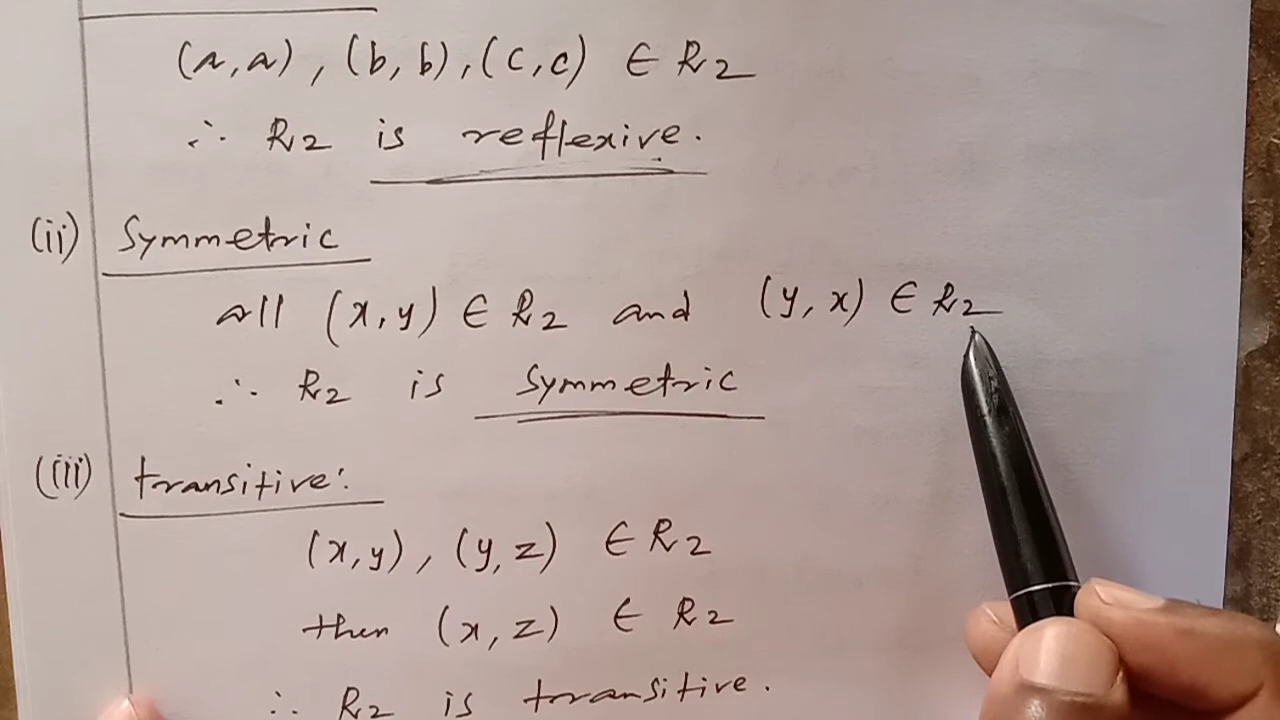 (a, a), (b, b), (c, c) ∈ R2
∴ R2 is reflexive.
(ii) Symmetric
all (x, y) ∈ R2 and (y, x) ∈ R2
∴ R2 is Symmetric
(iii) transitive:
(x, y), (y, z) ∈ R2
then (x, z) ∈ R2
∴ R2 is transitive.